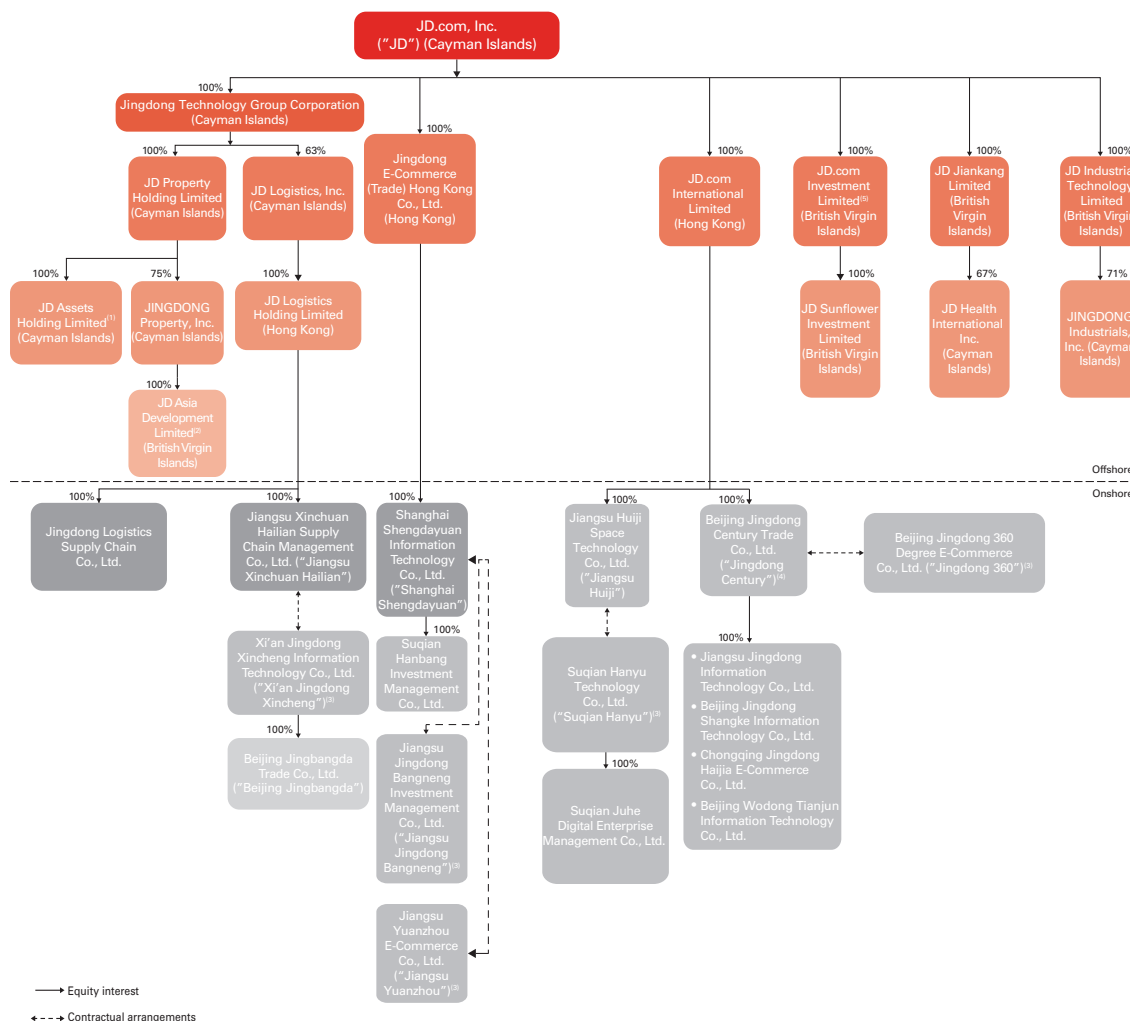 JD.com, Inc.
("JD") (Cayman Islands)
100%
Jingdong Technology Group Corporation
(Cayman Islands)
100%
Jingdong
E-Commerce
(Trade) Hong Kong
Co., Ltd.
(Hong Kong)
100%
JD.com
International
Limited
(Hong Kong)
100%
JD.com
Investment
Limited(5)
(British Virgin
Islands)
100%
JD Jiankang
Limited
(British
Virgin
Islands)
100%
JD Industrial
Technology
Limited
(British Virgin
Islands)
100%
JD Property
Holding Limited
(Cayman Islands)
63%
JD Logistics, Inc.
(Cayman Islands)
100%
JD Assets
Holding Limited(1)
(Cayman Islands)
75%
JINGDONG
Property, Inc.
(Cayman Islands)
100%
JD Logistics
Holding Limited
(Hong Kong)
100%
JD Sunflower
Investment
Limited
(British Virgin
Islands)
67%
JD Health
International
Inc.
(Cayman
Islands)
71%
JINGDONG
Industrials,
Inc. (Cayman
Islands)
100%
JD Asia
Development
Limited(2)
(British Virgin
Islands)
Offshore
Onshore
100%
Jingdong Logistics
Supply Chain
Co., Ltd.
100%
Jiangsu Xinchuan
Hailian Supply
Chain Management
Co., Ltd. ("Jiangsu
Xinchuan Hailian")
100%
Shanghai
Shengdayuan
Information
Technology
Co., Ltd.
("Shanghai
Shengdayuan")
100%
Jiangsu Huiji
Space
Technology
Co., Ltd.
("Jiangsu
Huiji")
100%
Beijing Jingdong
Century Trade
Co., Ltd.
("Jingdong
Century")(4)
Beijing Jingdong 360
Degree E-Commerce
Co., Ltd. ("Jingdong 360")(3)
Xi'an Jingdong
Xincheng Information
Technology Co., Ltd.
("Xi'an Jingdong
Xincheng")(3)
100%
Suqian
Hanbang
Investment
Management
Co., Ltd.
Suqian Hanyu
Technology
Co., Ltd.
("Suqian Hanyu")(3)
100%
• Jiangsu Jingdong
Information
Technology Co., Ltd.
• Beijing Jingdong
Shangke Information
Technology Co., Ltd.
• Chongqing Jingdong
Haijia E-Commerce
Co., Ltd.
• Beijing Wodong Tianjun
Information Technology
Co., Ltd.
100%
Beijing Jingbangda
Trade Co., Ltd.
("Beijing Jingbangda")
Jiangsu
Jingdong
Bangneng
Investment
Management
Co., Ltd.
("Jiangsu
Jingdong
Bangneng")(3)
100%
Suqian Juhe
Digital Enterprise
Management Co., Ltd.
Jiangsu
Yuanzhou
E-Commerce
Co., Ltd.
("Jiangsu
Yuanzhou")(3)
Equity interest
Contractual arrangements